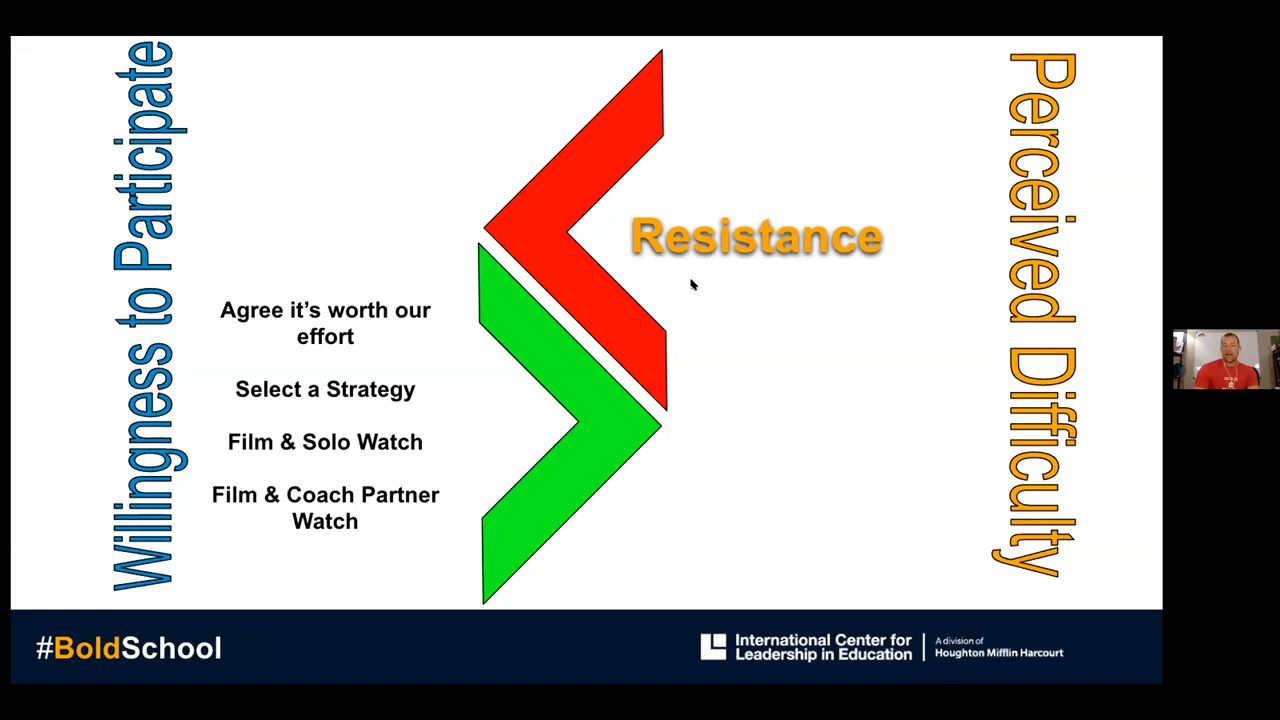 Willingness to Participate
Agree it's worth our
effort
Select a Strategy
Film & Solo Watch
Film & Coach Partner
Watch
Resistance
Perceived Difficulty
#BoldSchool
International Center for
Leadership in Education
A division of
Houghton Mifflin Harcourt